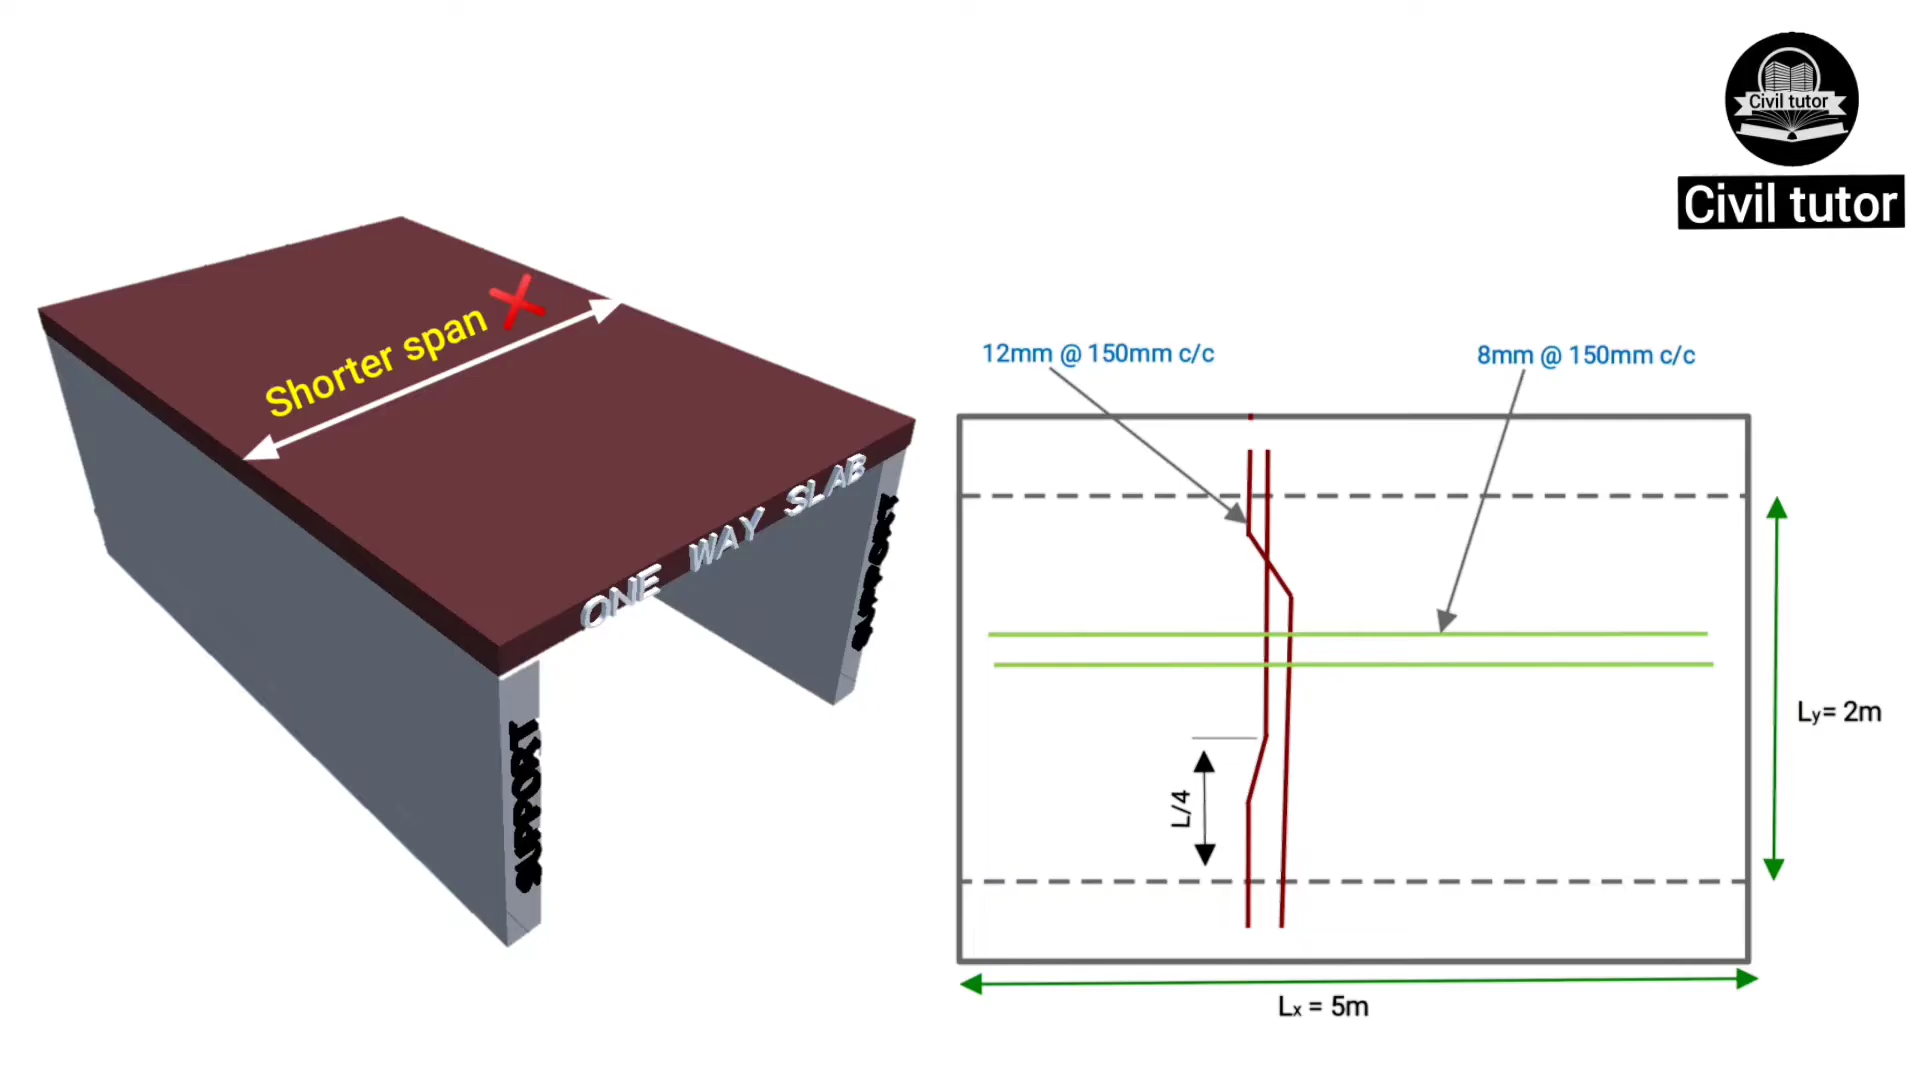 Civil tutor
Civil tutor
Shorter span ❌
ONE WAY SLAB
SUPPORT
SUPPORT
12mm @ 150mm c/c
8mm @ 150mm c/c
L/4
Ly= 2m
Lx = 5m